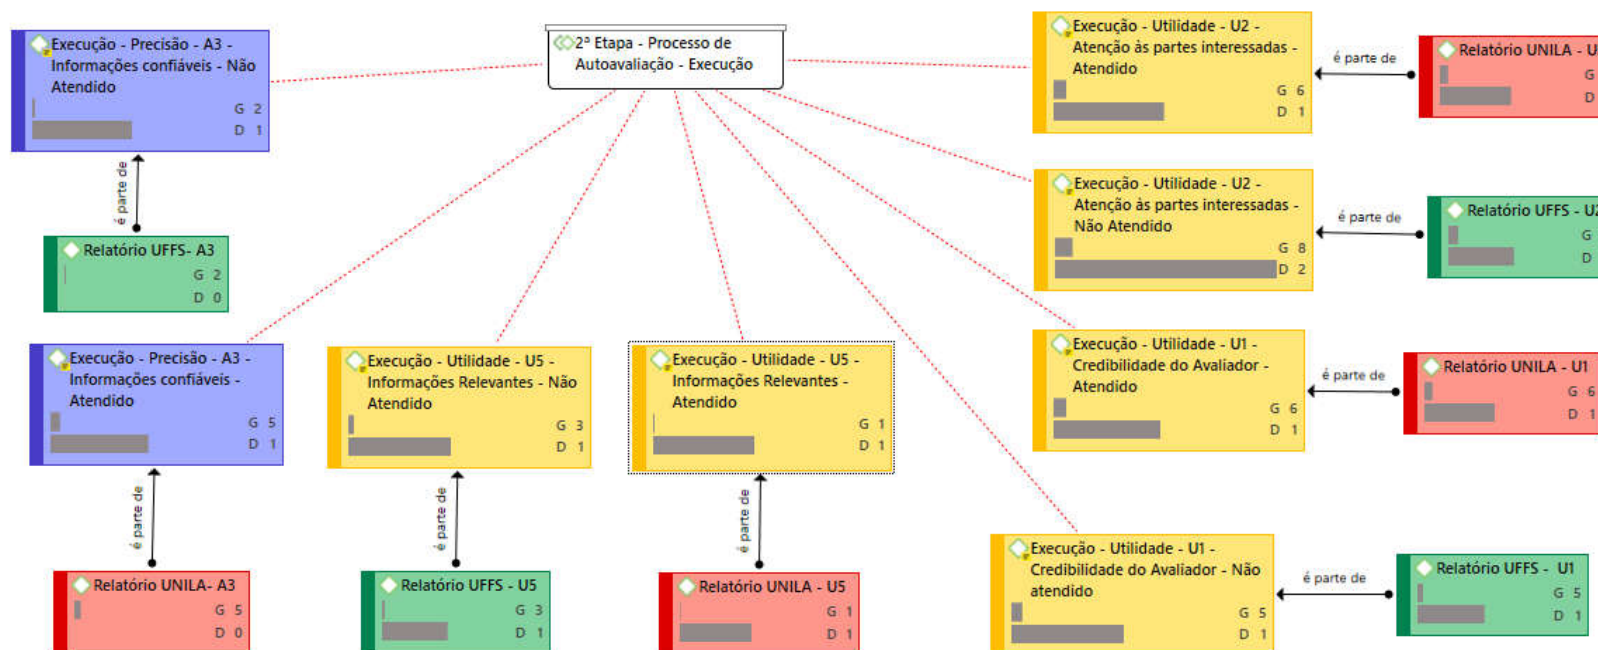 Execução - Precisão - A3 -
Informações confiáveis - Não
Atendido
G 2
D 1
é parte de
Relatório UFFS- A3
G 2
D 0
2ª Etapa - Processo de
Autoavaliação - Execução
Execução - Utilidade - U2 -
Atenção às partes interessadas -
Atendido
G 6
D 1
é parte de
Relatório UNILA - U
G
D
Execução - Utilidade - U2 -
Atenção às partes interessadas -
Não Atendido
G 8
D 2
é parte de
Relatório UFFS - U2
G
D
Execução - Precisão - A3 -
Informações confiáveis -
Atendido
G 5
D 1
é parte de
Relatório UNILA- A3
G 5
D 0
Execução - Utilidade - U5 -
Informações Relevantes - Não
Atendido
G 3
D 1
é parte de
Relatório UFFS - U5
G 3
D 1
Execução - Utilidade - U5 -
Informações Relevantes -
Atendido
G 1
D 1
é parte de
Relatório UNILA - U5
G 1
D 1
Execução - Utilidade - U1 -
Credibilidade do Avaliador -
Atendido
G 6
D 1
é parte de
Relatório UNILA - U1
G 6
D 1
Execução - Utilidade - U1 -
Credibilidade do Avaliador - Não
atendido
G 5
D 1
é parte de
Relatório UFFS - U1
G 5
D 1